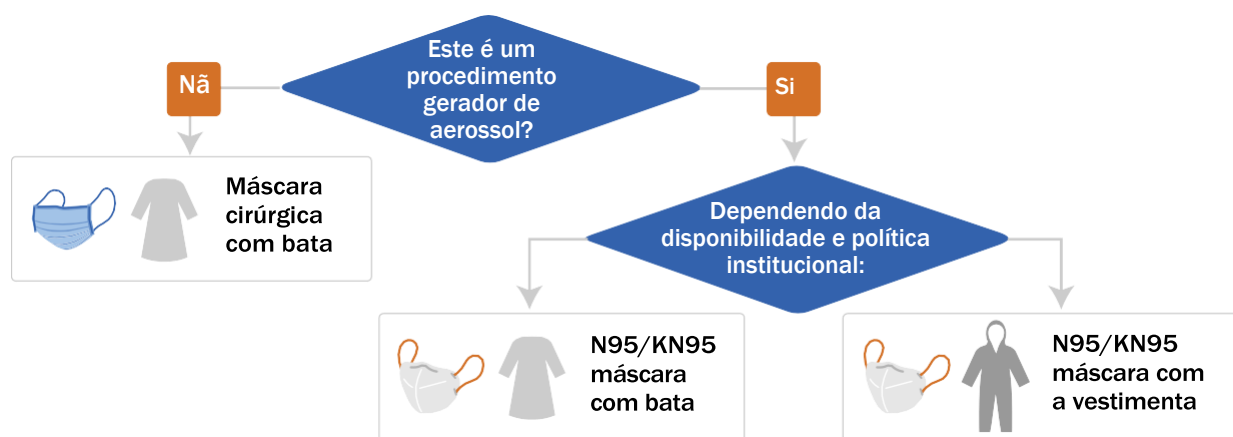 Este é um
procedimento
gerador de
aerossol?
Nã
Si
Máscara
cirúrgica
com bata
Dependendo da
disponibilidade e política
institucional:
N95/KN95
máscara
com bata
N95/KN95
máscara com
a vestimenta